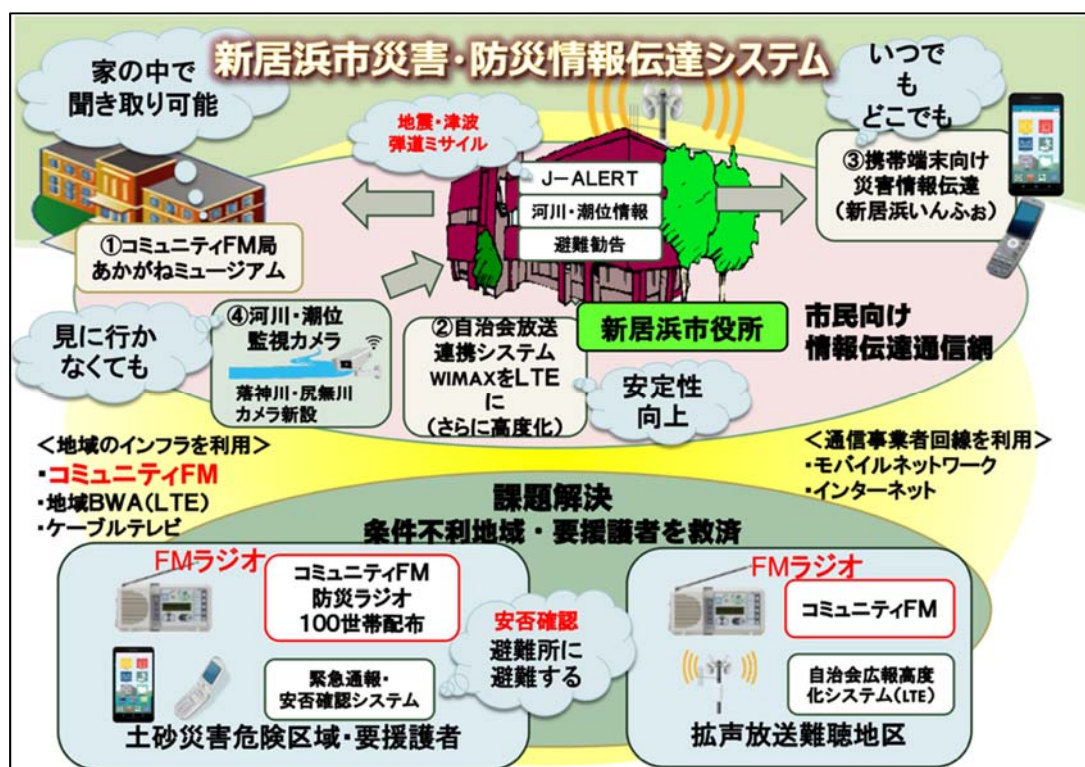 新居浜市災害・防災情報伝達システム
家の中で
聞き取り可能
地震・津波
弾道ミサイル
J-ALERT
河川・潮位情報
避難勧告
いつで
も
どこでも
③携帯端末向け
災害情報伝達
(新居浜いんふぉ)
①コミュニティFM局
あかがねミュージアム
見に行か
なくても
④河川・潮位
監視カメラ
落神川・尻無川
カメラ新設
②自治会放送
連携システム
WIMAXをLTE
に
(さらに高度化)
安定性
向上
新居浜市役所
市民向け
情報伝達通信網
<地域のインフラを利用>
・コミュニティFM
・地域BWA(LTE)
・ケーブルテレビ
<通信事業者回線を利用>
・モバイルネットワーク
・インターネット
課題解決
条件不利地域・要援護者を救済
FMラジオ
コミュニティFM
防災ラジオ
100世帯配布
緊急通報・
安否確認システム
土砂災害危険区域・要援護者
安否確認
避難所に
避難する
FMラジオ
コミュニティFM
自治会広報高度
化システム(LTE)
拡声放送難聴地区